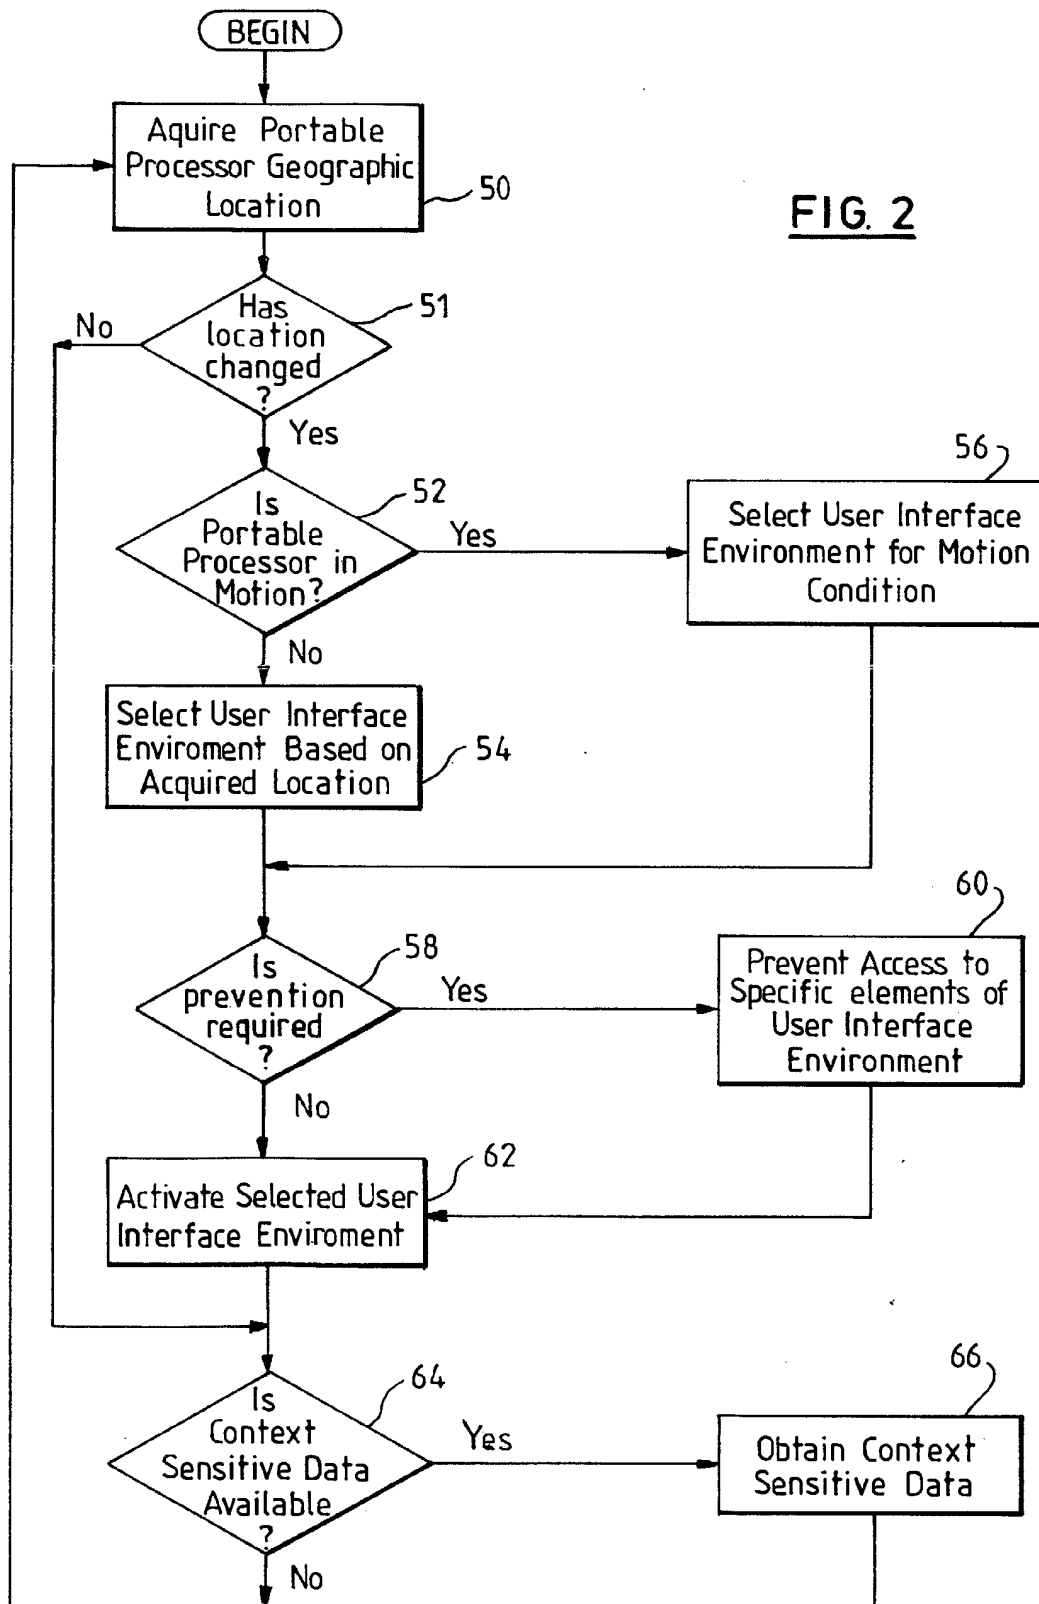 BEGIN
Aquire Portable
Processor Geographic
Location
50
FIG. 2
Has
location
changed
?
51
No
Yes
Is
Portable
Processor in
Motion?
52
Yes
56
Select User Interface
Environment for Motion
Condition
No
Select User Interface
Enviroment Based on
Acquired Location
54
Is
prevention
required
?
58
Yes
60
Prevent Access to
Specific elements of
User Interface
Environment
No
Activate Selected User
Interface Enviroment
62
Is
Context
Sensitive Data
Available
?
64
Yes
66
Obtain Context
Sensitive Data
No